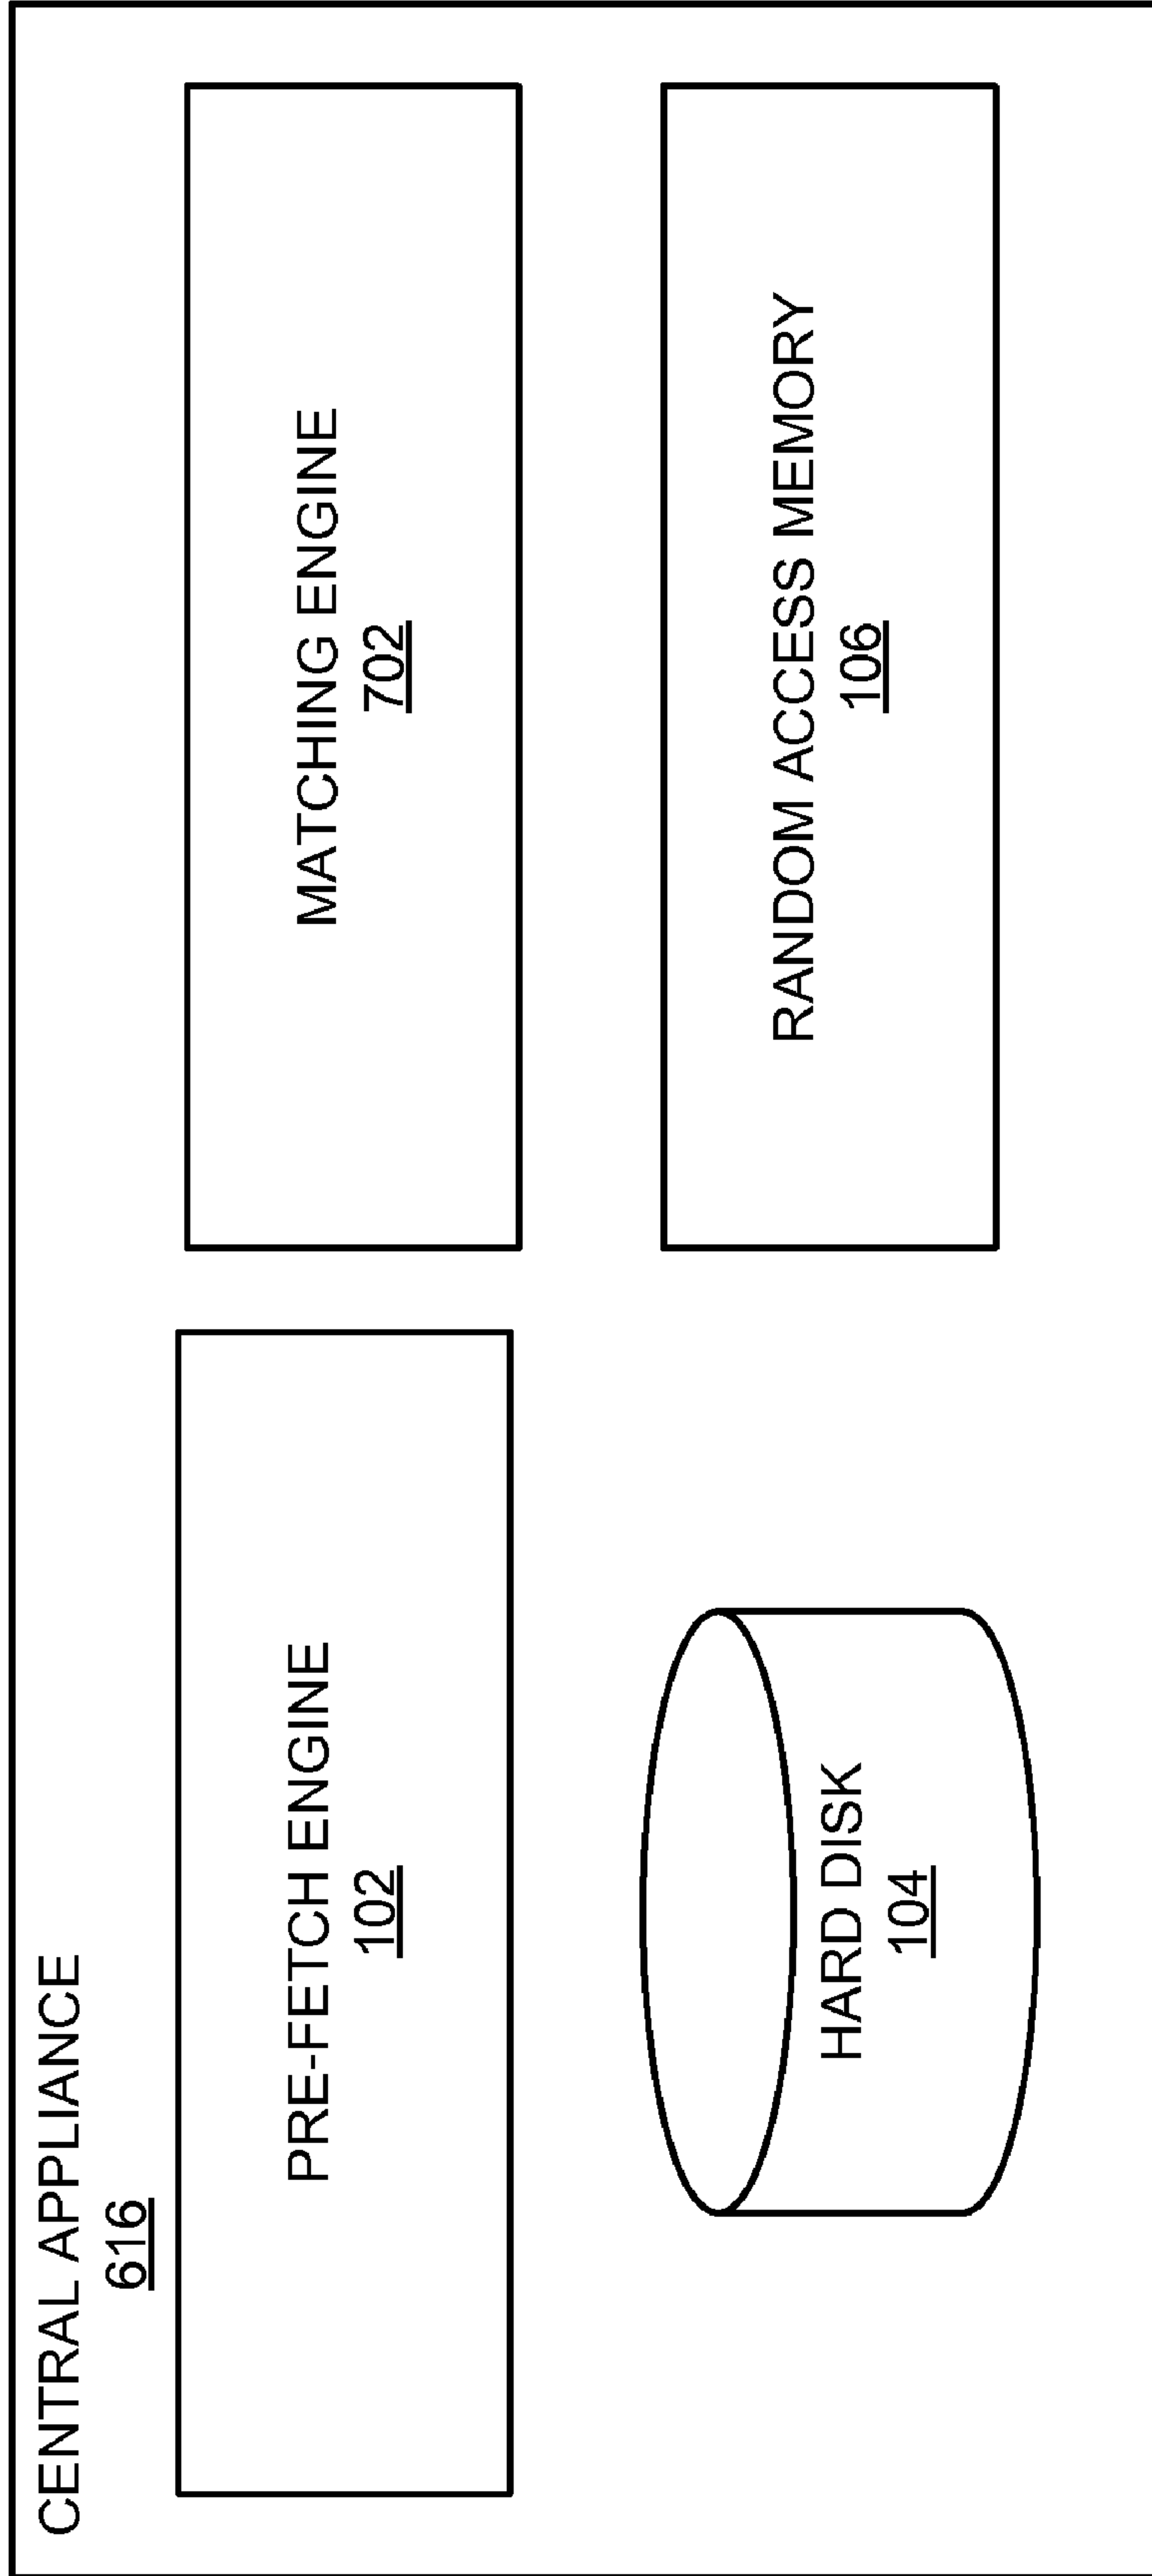 CENTRAL APPLIANCE
616
PRE-FETCH ENGINE
102
MATCHING ENGINE
702
HARD DISK
104
RANDOM ACCESS MEMORY
106